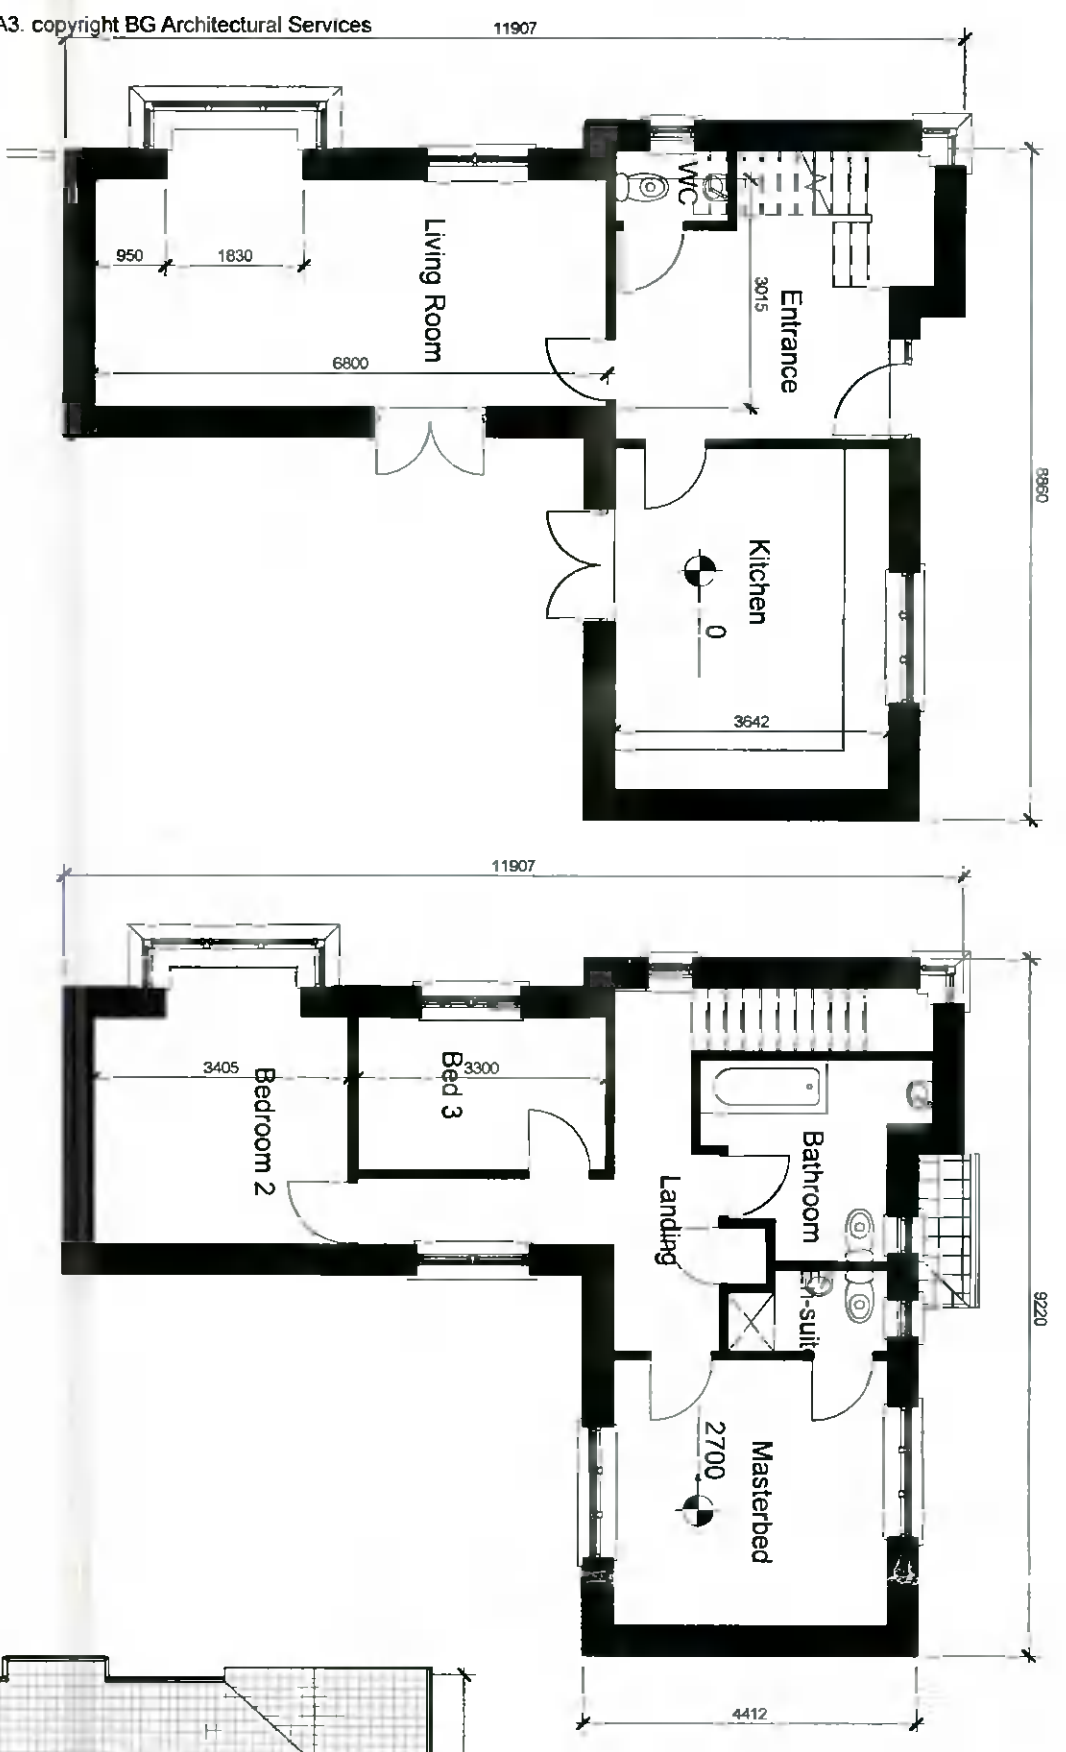 A3. copyright BG Architectural Services
11907
WC
950
1830
Living Room
3015
Entrance
6800
8860
Kitchen
0
3642
11907
3405
Bedroom 2
Bed 3
3300
Bathroom
Landing
n-suit
9220
2700
Masterbed
4412